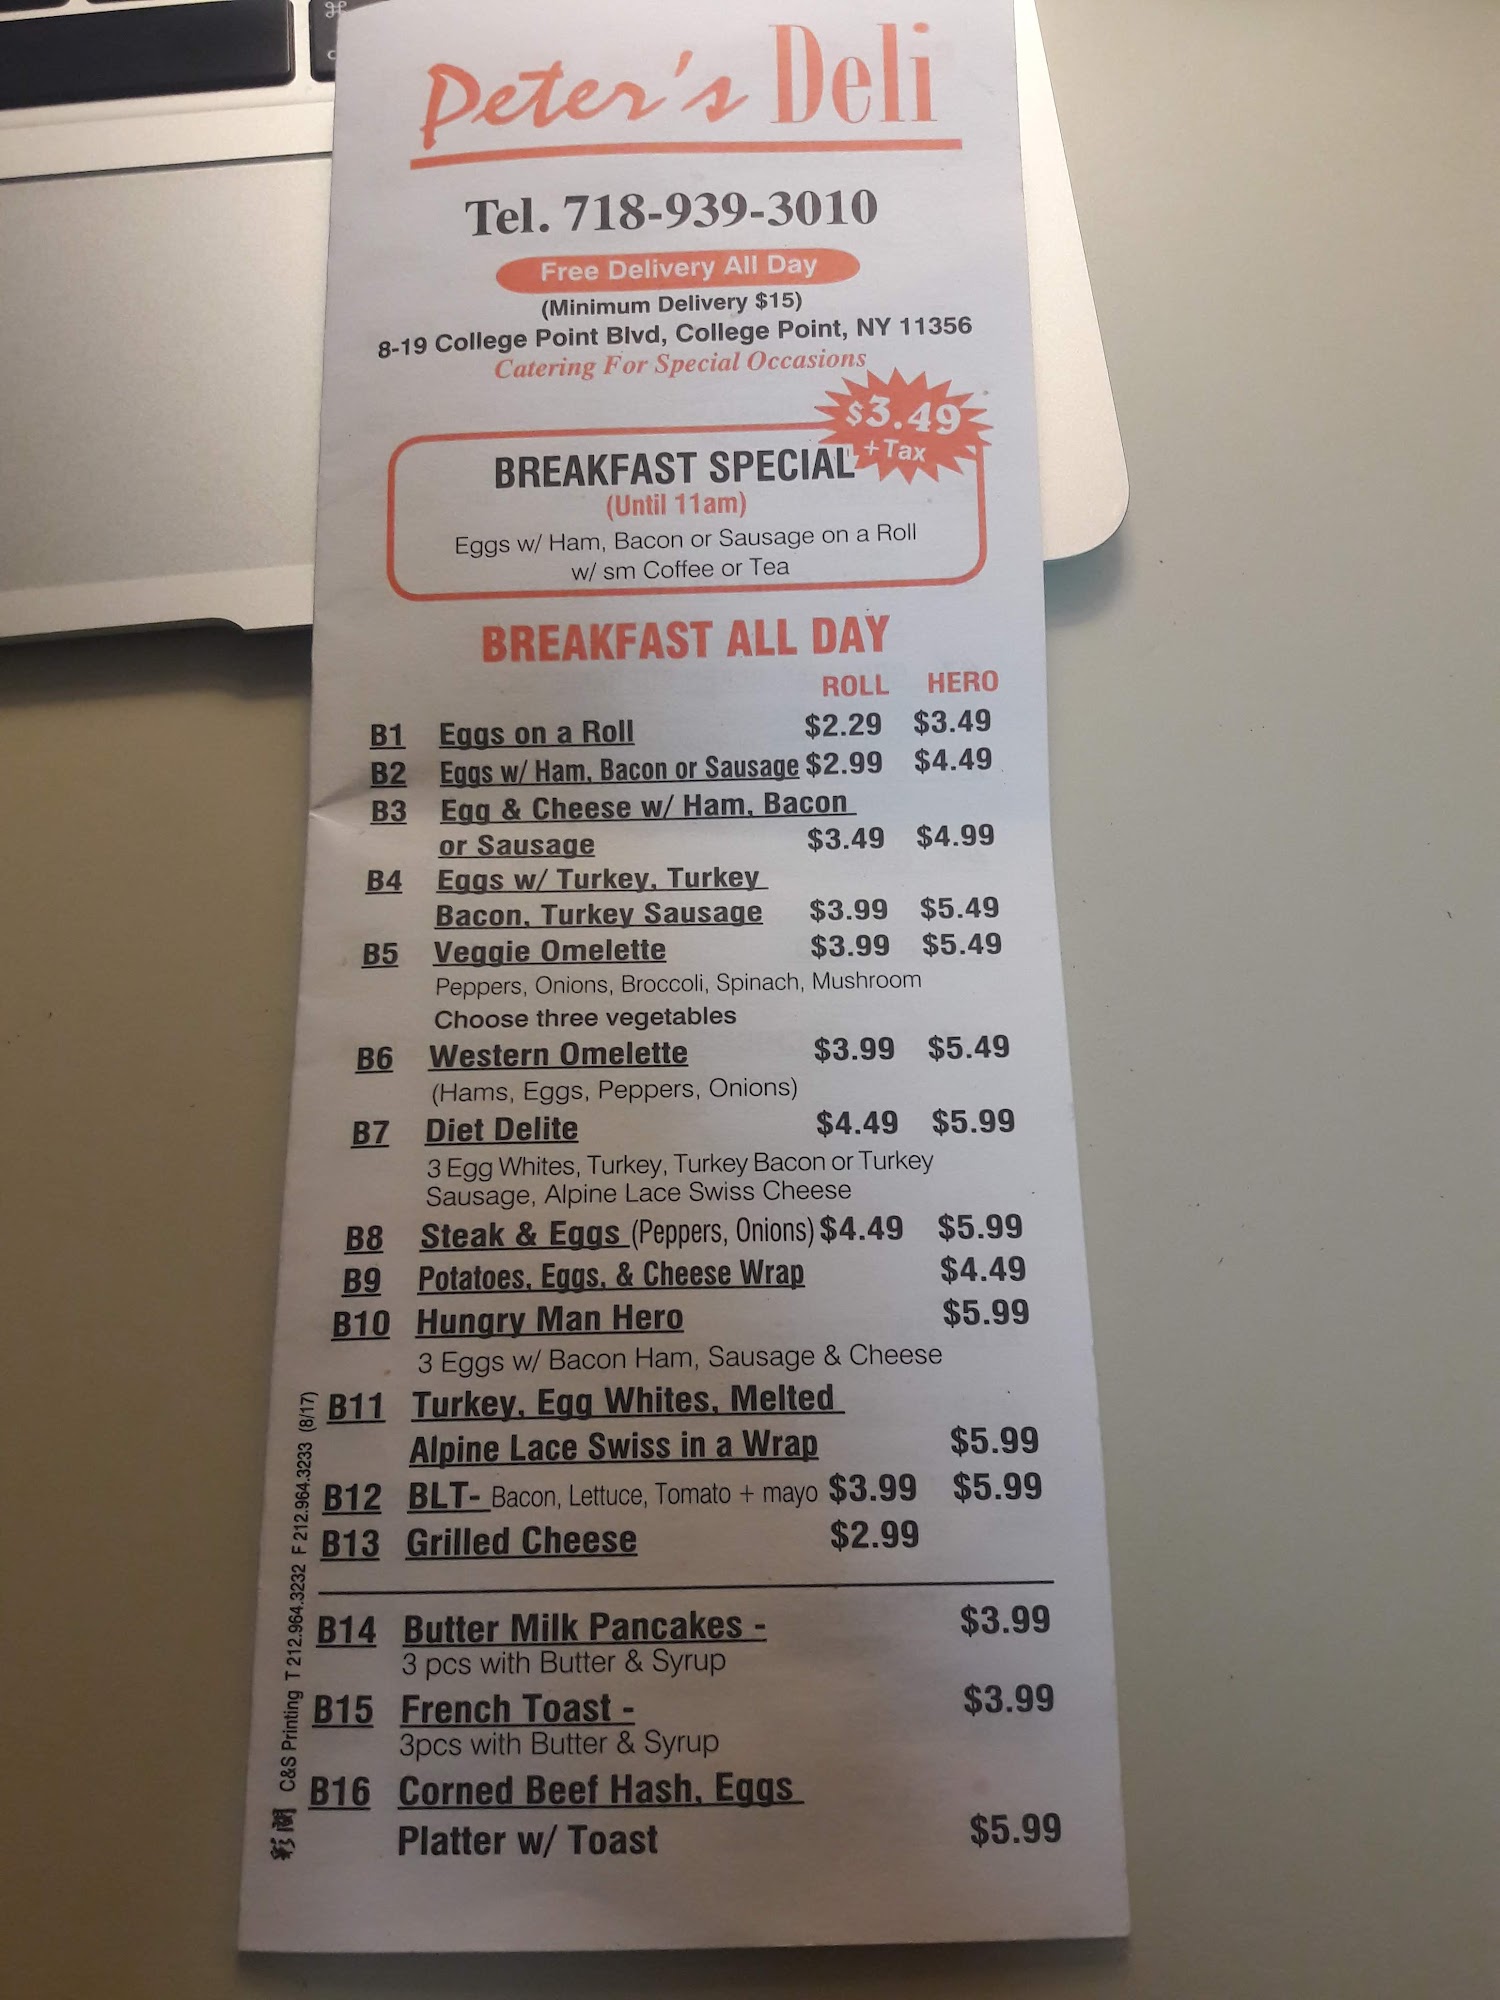 Peter's Deli
Tel. 718-939-3010
Free Delivery All Day
(Minimum Delivery $15)
8-19 College Point Blvd, College Point, NY 11356
Catering For Special Occasions
$3.49
+Tax
BREAKFAST SPECIAL
(Until 11am)
Eggs w/ Ham, Bacon or Sausage on a Roll
w/ sm Coffee or Tea
BREAKFAST ALL DAY
ROLL HERO
B1 Eggs on a Roll $2.29 $3.49
B2 Eggs w/ Ham, Bacon or Sausage $2.99 $4.49
B3 Egg & Cheese w/ Ham, Bacon
or Sausage $3.49 $4.99
B4 Eggs w/ Turkey, Turkey
Bacon, Turkey Sausage $3.99 $5.49
B5 Veggie Omelette $3.99 $5.49
Peppers, Onions, Broccoli, Spinach, Mushroom
Choose three vegetables
B6 Western Omelette $3.99 $5.49
(Hams, Eggs, Peppers, Onions)
B7 Diet Delite $4.49 $5.99
3 Egg Whites, Turkey, Turkey Bacon or Turkey
Sausage, Alpine Lace Swiss Cheese
B8 Steak & Eggs (Peppers, Onions) $4.49 $5.99
B9 Potatoes, Eggs, & Cheese Wrap $4.49
B10 Hungry Man Hero $5.99
3 Eggs w/ Bacon Ham, Sausage & Cheese
B11 Turkey, Egg Whites, Melted
Alpine Lace Swiss in a Wrap $5.99
B12 BLT- Bacon, Lettuce, Tomato + mayo $3.99 $5.99
B13 Grilled Cheese $2.99
B14 Butter Milk Pancakes - $3.99
3 pcs with Butter & Syrup
B15 French Toast - $3.99
3pcs with Butter & Syrup
B16 Corned Beef Hash, Eggs
Platter w/ Toast $5.99
C&S Printing T 212.964.3232 F 212.964.3233 (8/17)